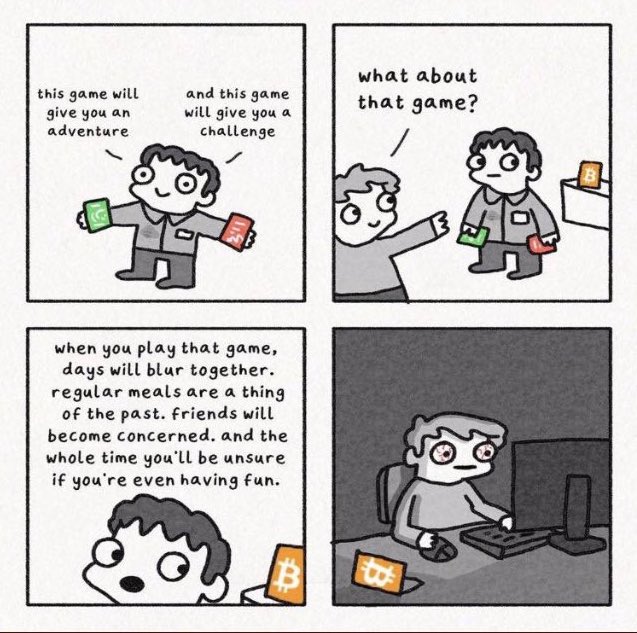 this game will
give you an
adventure
and this game
will give you a
challenge
what about
that game?
when you play that game,
days will blur together.
regular meals are a thing
of the past. friends will
become concerned. and the
whole time you'll be unsure
if you're even having fun.